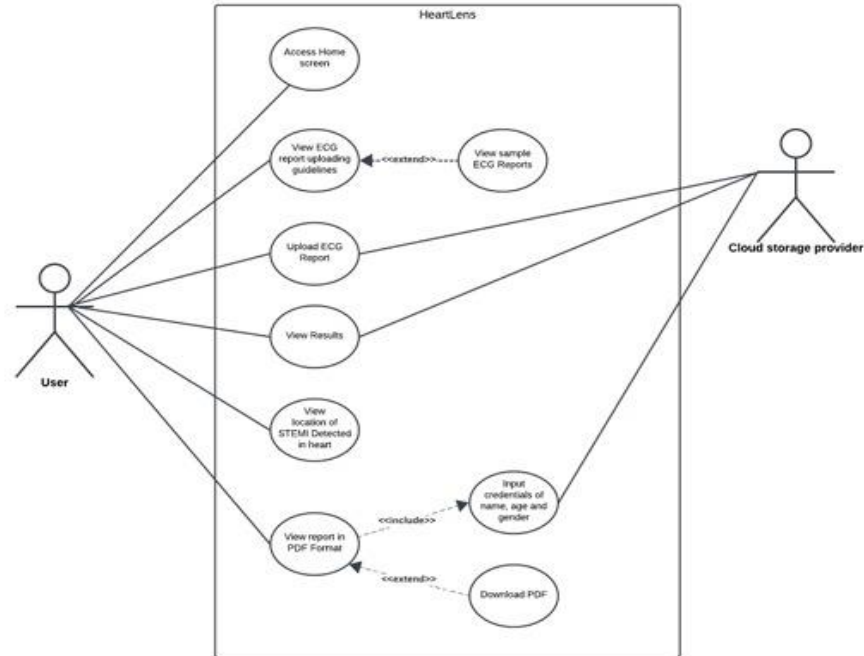 HeartLens
Access Home
screen
View ECG
report uploading
guidelines
<<extend>>
View sample
ECG Reports
Cloud storage provider
Upload ECG
Report
View Results
User
View
location of
STEMI Detected
in heart
Input
credentials of
name, age and
gender
<<include>>
View report in
PDF Format
<<extend>>
Download PDF